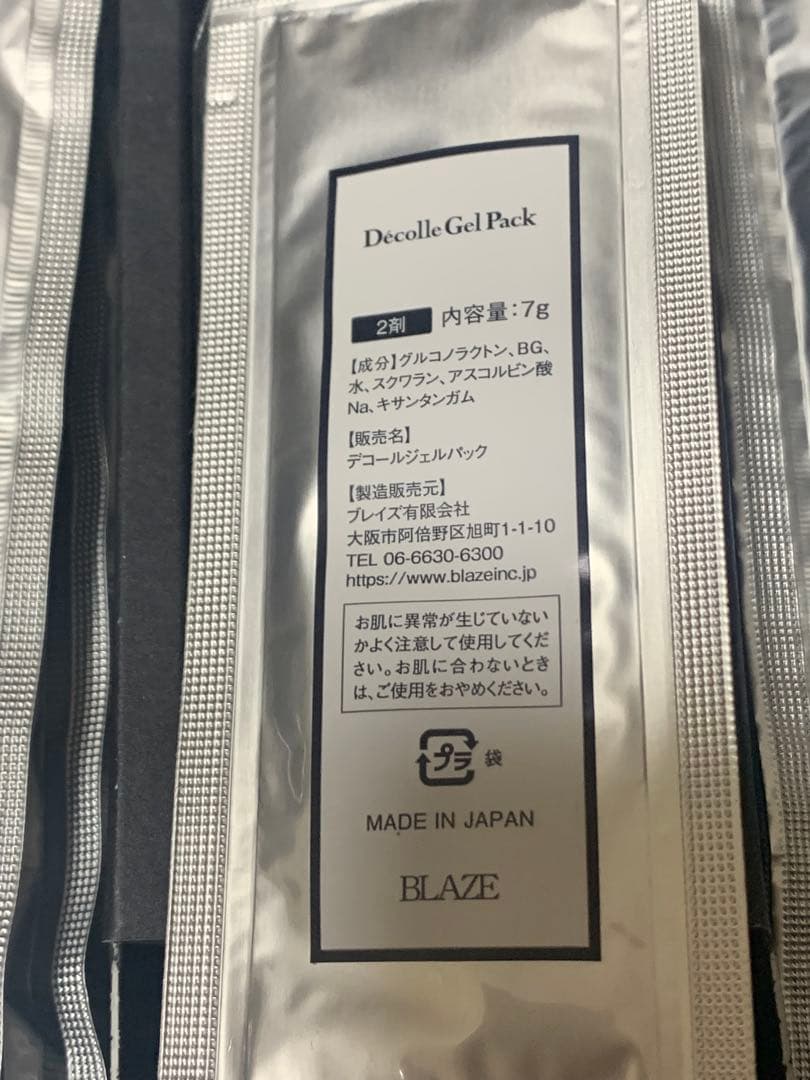 Décolle Gel Pack
2剤 内容量:7g
【成分】グルコノラクトン、BG、
水、スクワラン、アスコルビン酸
Na、キサンタンガム
【販売名】
デコールジェルパック
【製造販売元】
ブレイズ有限会社
大阪市阿倍野区旭町1-1-10
TEL 06-6630-6300
https://www.blazeinc.jp
お肌に異常が生じていない
かよく注意して使用してくだ
さい。お肌に合わないとき
は、ご使用をおやめください。
プラ 袋
MADE IN JAPAN
BLAZE